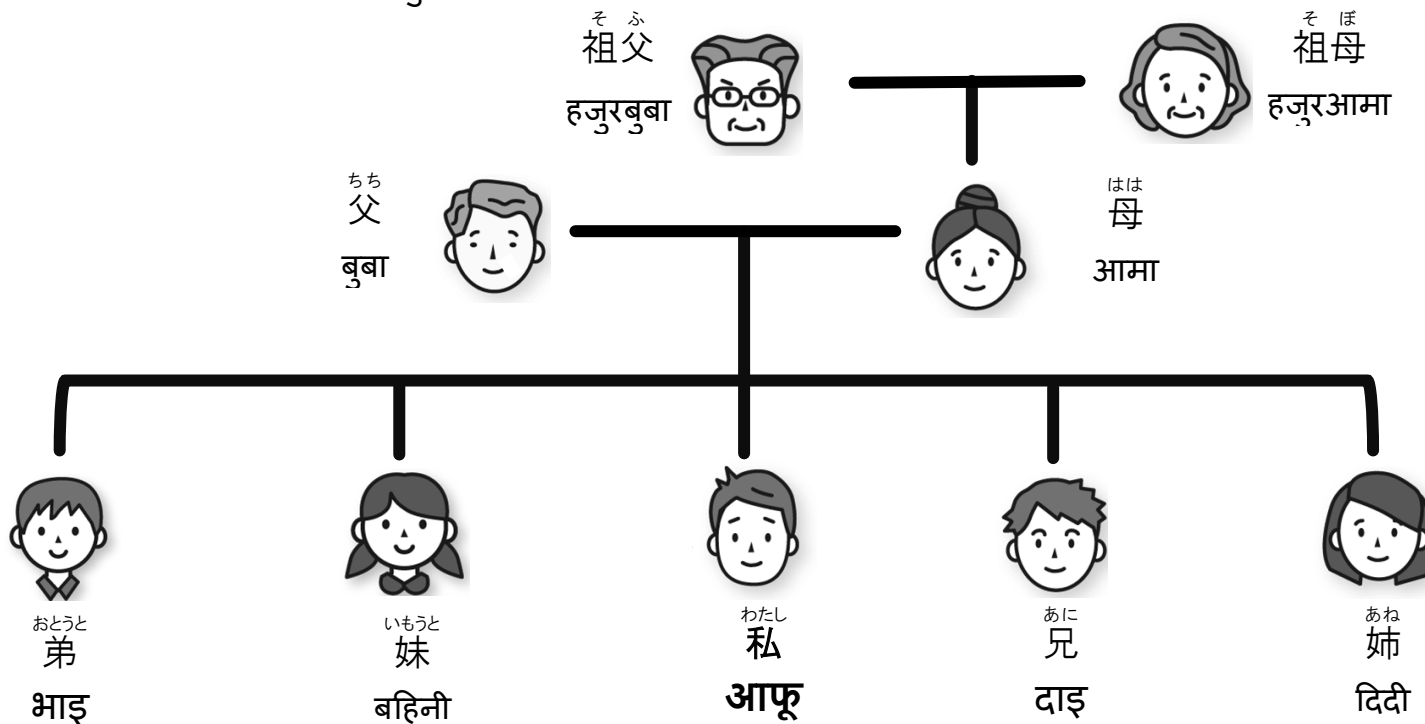 そ ふ
祖父
हजुरबुबा
そ ぼ
祖母
हजुरआमा
ちち
父
बुबा
はは
母
आमा
おとうと
弟
भाइ
いもうと
妹
बहिनी
わたし
私
आफू
あに
兄
दाइ
あね
姉
दिदी